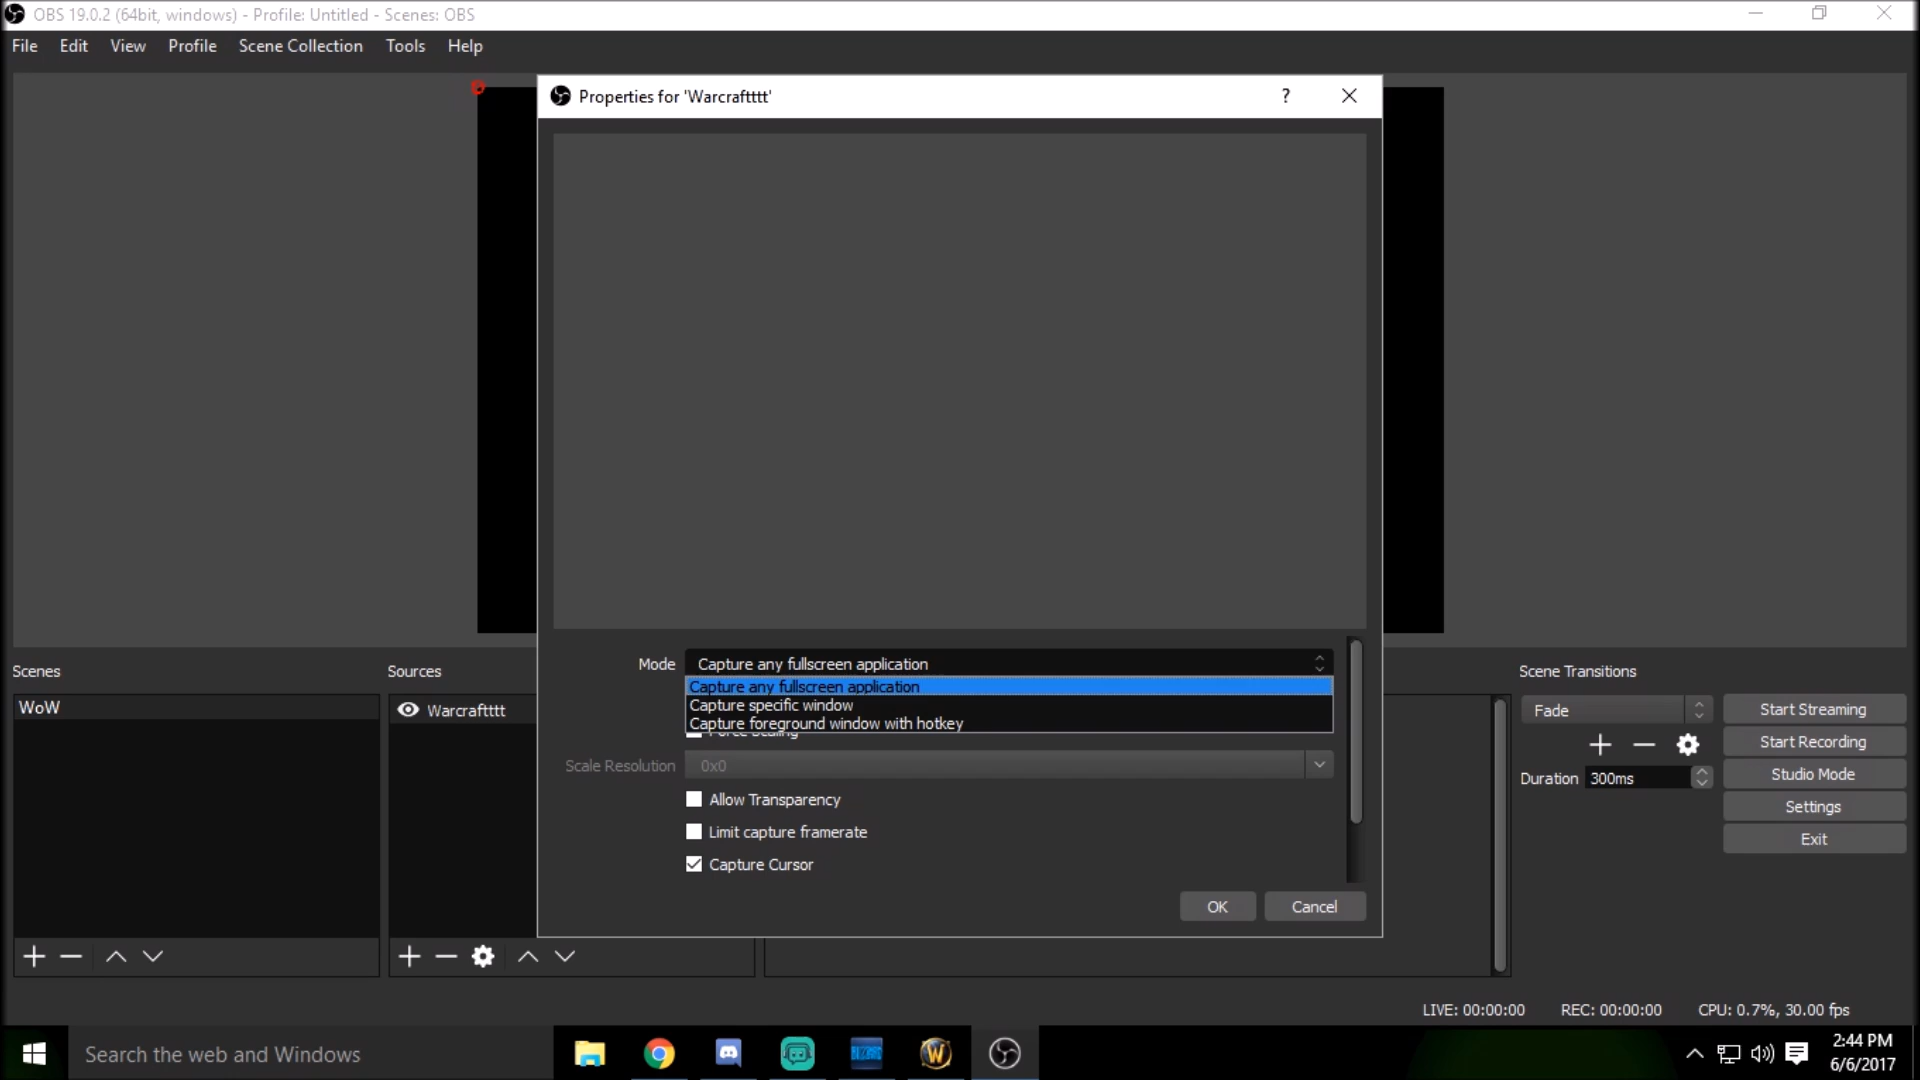 OBS 19.0.2 (64bit, windows) - Profile: Untitled - Scenes: OBS
File Edit View Profile Scene Collection Tools Help
Properties for 'Warcraftttt'
?
Mode Capture any fullscreen application
Capture any fullscreen application
Capture specific window
Capture foreground window with hotkey
Force Scaling
Scale Resolution 0x0
Allow Transparency
Limit capture framerate
Capture Cursor
OK Cancel
Scenes
WoW
Sources
Warcraftttt
Scene Transitions
Fade
Duration 300ms
Start Streaming
Start Recording
Studio Mode
Settings
Exit
LIVE: 00:00:00 REC: 00:00:00 CPU: 0.7%, 30.00 fps
Search the web and Windows
BLIZZARD
W
2:44 PM
6/6/2017